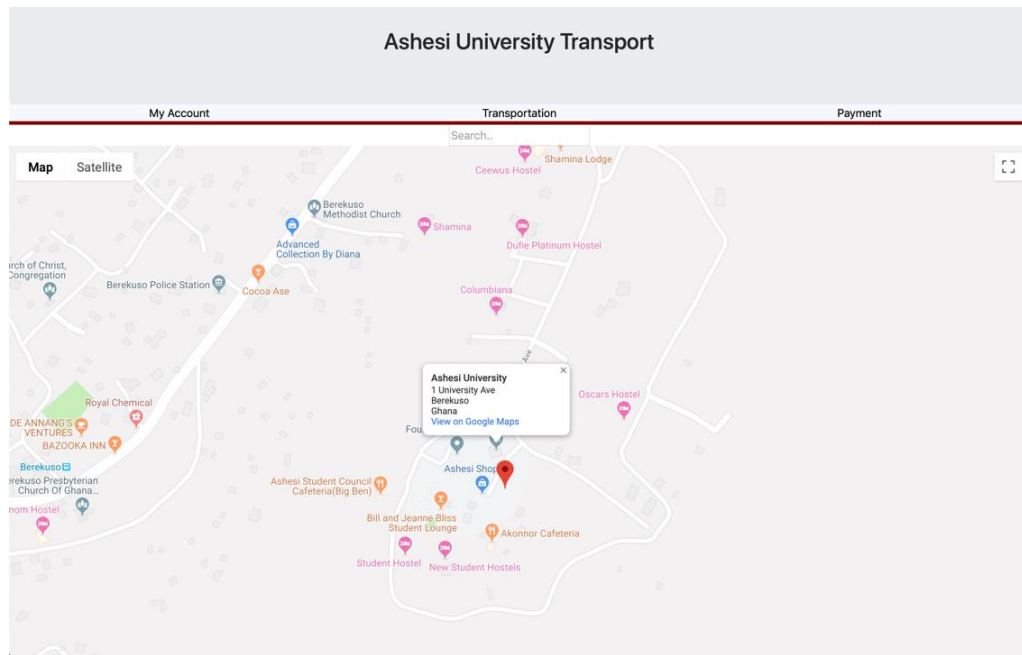 Ashesi University Transport
My Account
Transportation
Payment
Search..
Map
Satellite
Shamina Lodge
Ceewus Hostel
Berekuso
Methodist Church
Shamina
Advanced
Collection By Diana
Dufie Platinum Hostel
of Christ,
Congregation
Berekuso Police Station
Cocoa Ase
Columbiana
Ave
Ashesi University
1 University Ave
Berekuso
Ghana
View on Google Maps
Oscars Hostel
Royal Chemical
DE ANNANG'S
VENTURES
BAZOOKA INN
Fou
Berekuso
Presbyterian
Church Of Ghana...
Ashesi Shop
Ashesi Student Council
Cafeteria(Big Ben)
Hostel
Bill and Jeanne Bliss
Student Lounge
Akonnor Cafeteria
Student Hostel
New Student Hostels